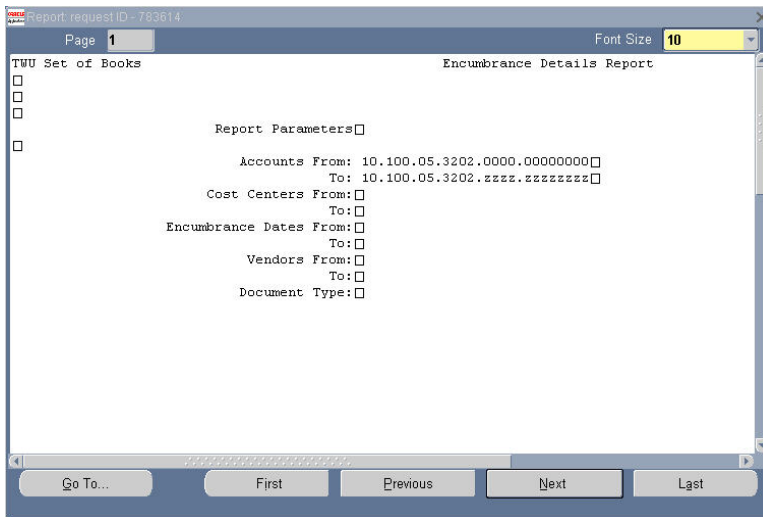 ORACLE
Report: request ID - 783614
Page 1 Font Size 10
TWU Set of Books Encumbrance Details Report
Report Parameters
Accounts From: 10.100.05.3202.0000.00000000
To: 10.100.05.3202.zzzz.zzzzzzzz
Cost Centers From:
To:
Encumbrance Dates From:
To:
Vendors From:
To:
Document Type:
Go To... First Previous Next Last